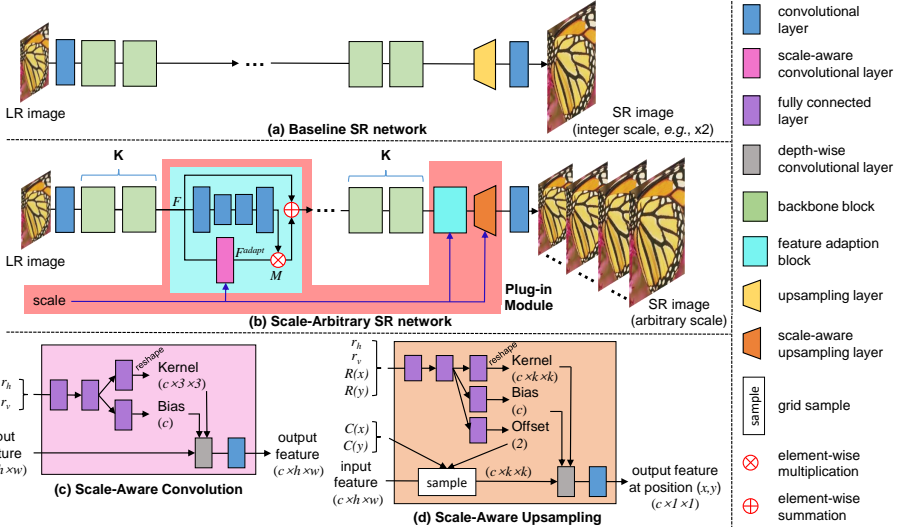 LR image
...
(a) Baseline SR network
SR image
(integer scale, e.g., x2)
K
F
F^adapt
M
...
K
LR image
scale
Plug-in
Module
SR image
(arbitrary scale)
(b) Scale-Arbitrary SR network
r_h
r_v
reshape
Kernel
(c×3×3)
Bias
(c)
put
ature
h×w)
output
feature
(c×h×w)
(c) Scale-Aware Convolution
r_h
r_v
R(x)
R(y)
reshape
Kernel
(c×k×k)
Bias
(c)
Offset
(2)
C(x)
C(y)
input
feature
(c×h×w)
sample
(c×k×k)
output feature
at position (x,y)
(c×1×1)
(d) Scale-Aware Upsampling
convolutional
layer
scale-aware
convolutional layer
fully connected
layer
depth-wise
convolutional layer
backbone block
feature adaption
block
upsampling layer
scale-aware
upsampling layer
sample
grid sample
element-wise
multiplication
element-wise
summation